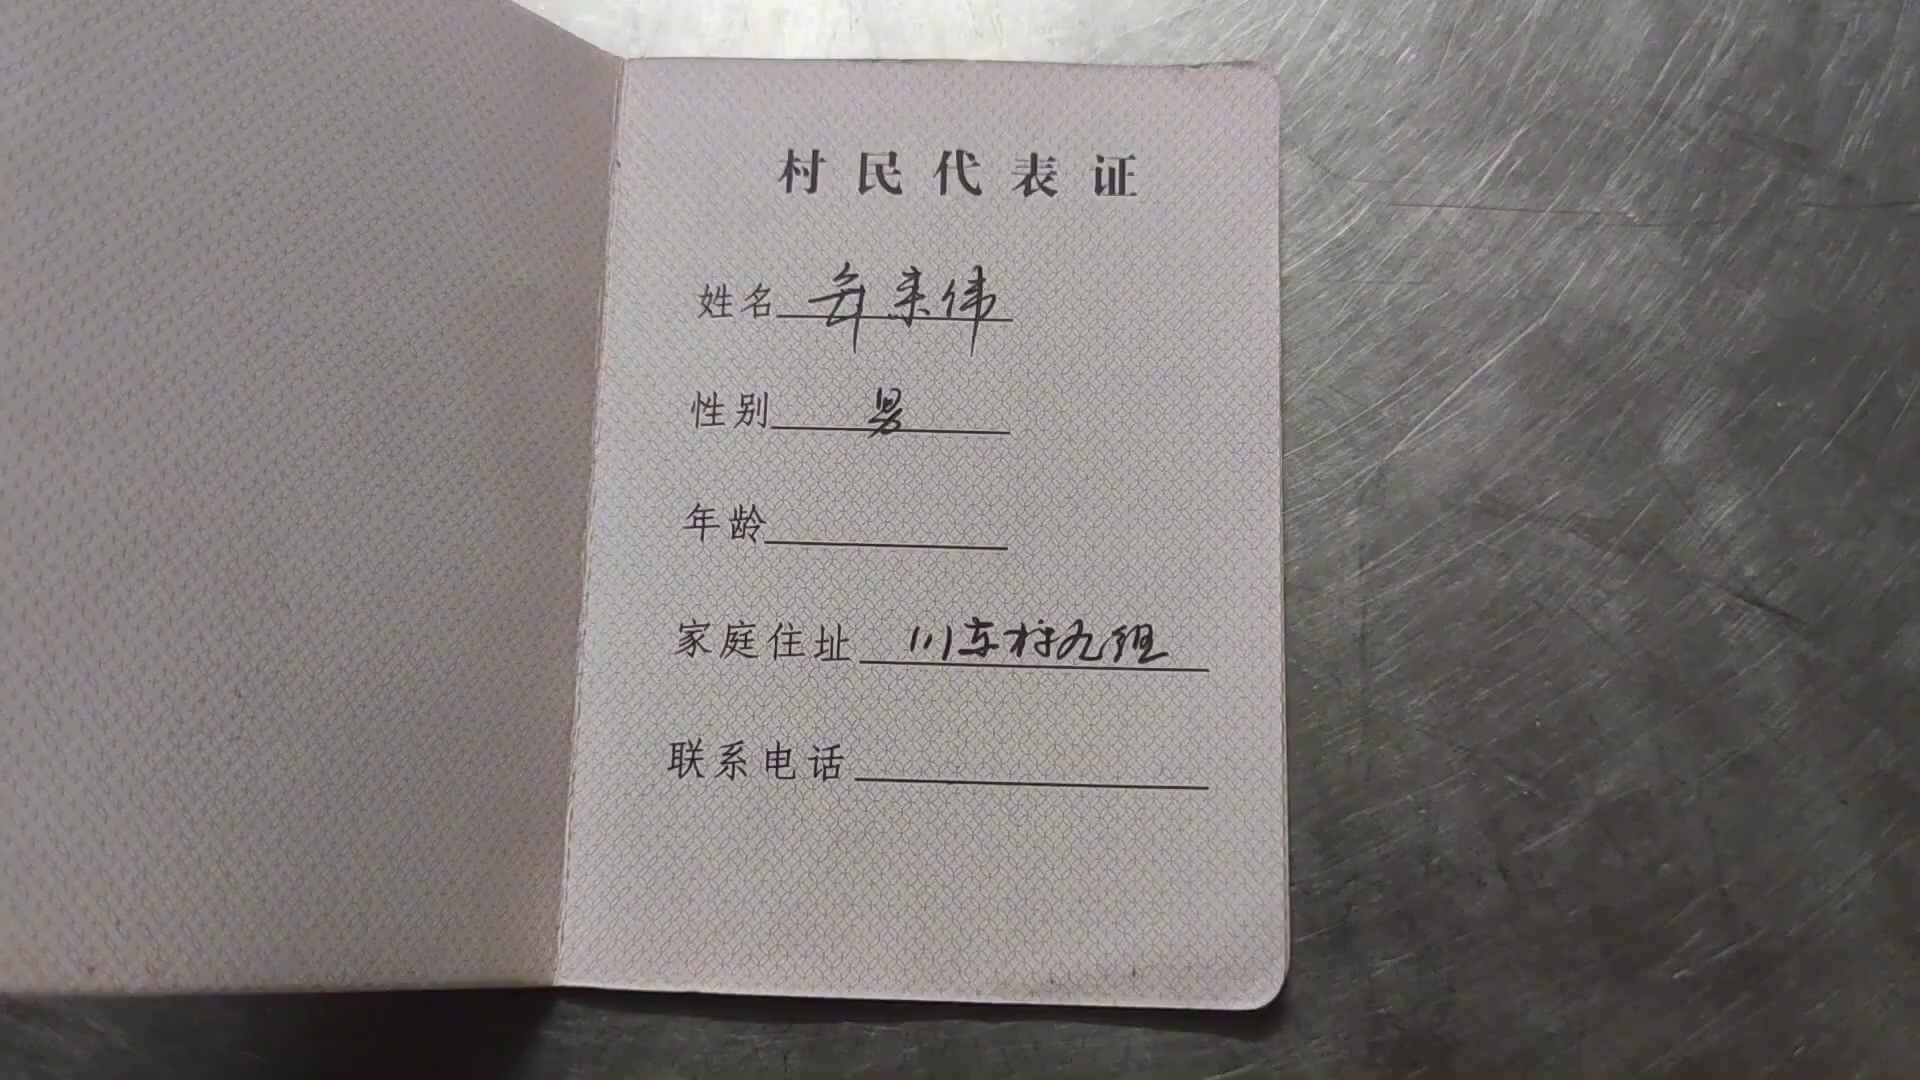 村民代表证
姓名 来伟
性别 男
年龄
家庭住址 川东村九组
联系电话